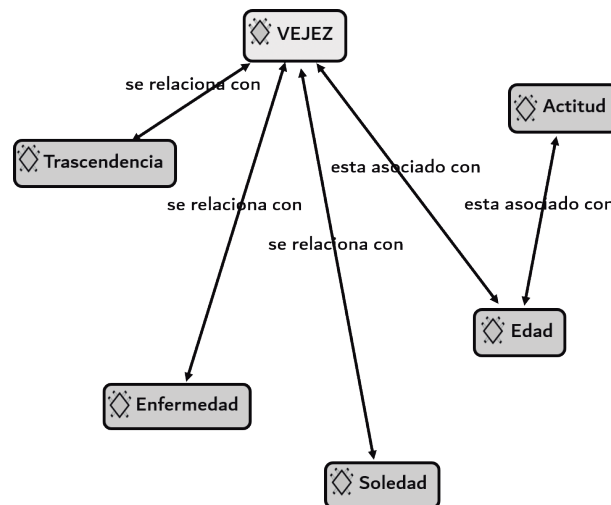 VEJEZ
se relaciona con
Actitud
Trascendencia
esta asociado con
se relaciona con
esta asociado con
se relaciona con
Edad
Enfermedad
Soledad